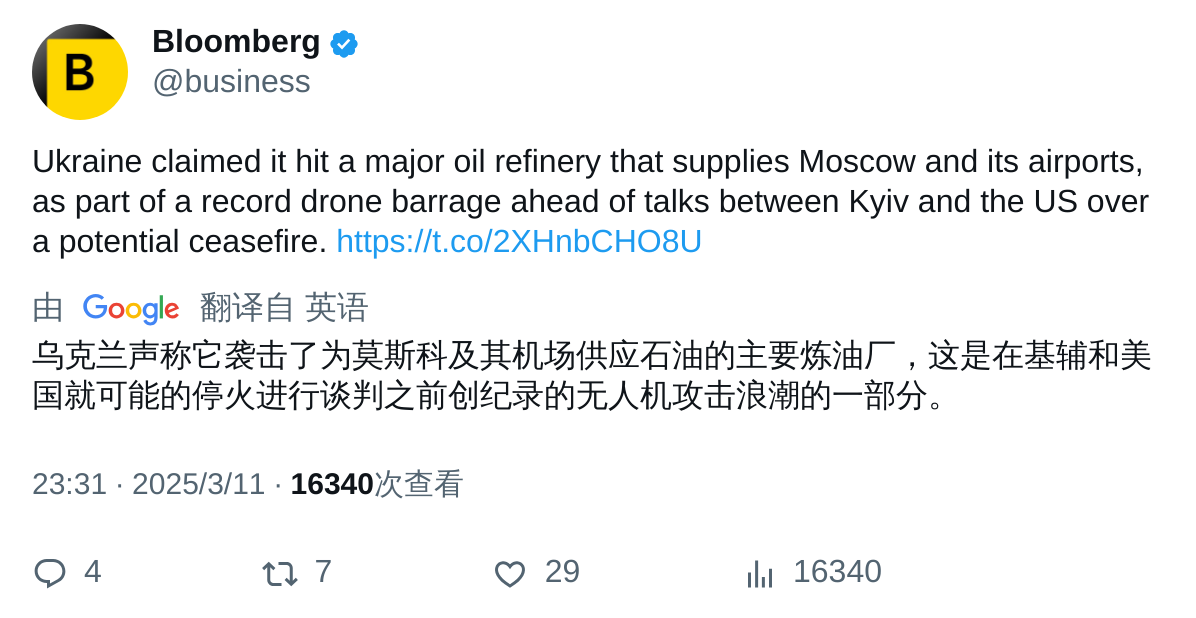 B
Bloomberg
@business
Ukraine claimed it hit a major oil refinery that supplies Moscow and its airports,
as part of a record drone barrage ahead of talks between Kyiv and the US over
a potential ceasefire. https://t.co/2XHnbCHO8U
由 Google 翻译自 英语
乌克兰声称它袭击了为莫斯科及其机场供应石油的主要炼油厂，这是在基辅和美
国就可能的停火进行谈判之前创纪录的无人机攻击浪潮的一部分。
23:31 · 2025/3/11 · 16340次查看
4 7 29 16340